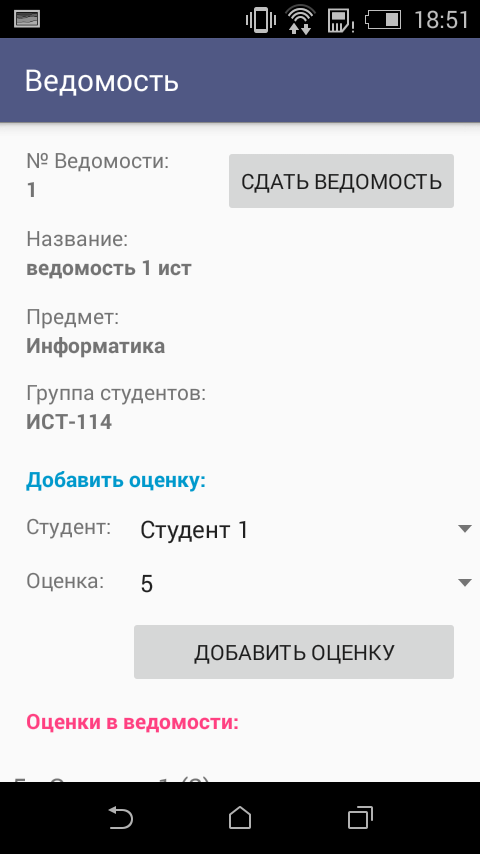 18:51
Ведомость
№ Ведомости:
1
СДАТЬ ВЕДОМОСТЬ
Название:
ведомость 1 ист
Предмет:
Информатика
Группа студентов:
ИСТ-114
Добавить оценку:
Студент: Студент 1
Оценка: 5
ДОБАВИТЬ ОЦЕНКУ
Оценки в ведомости: